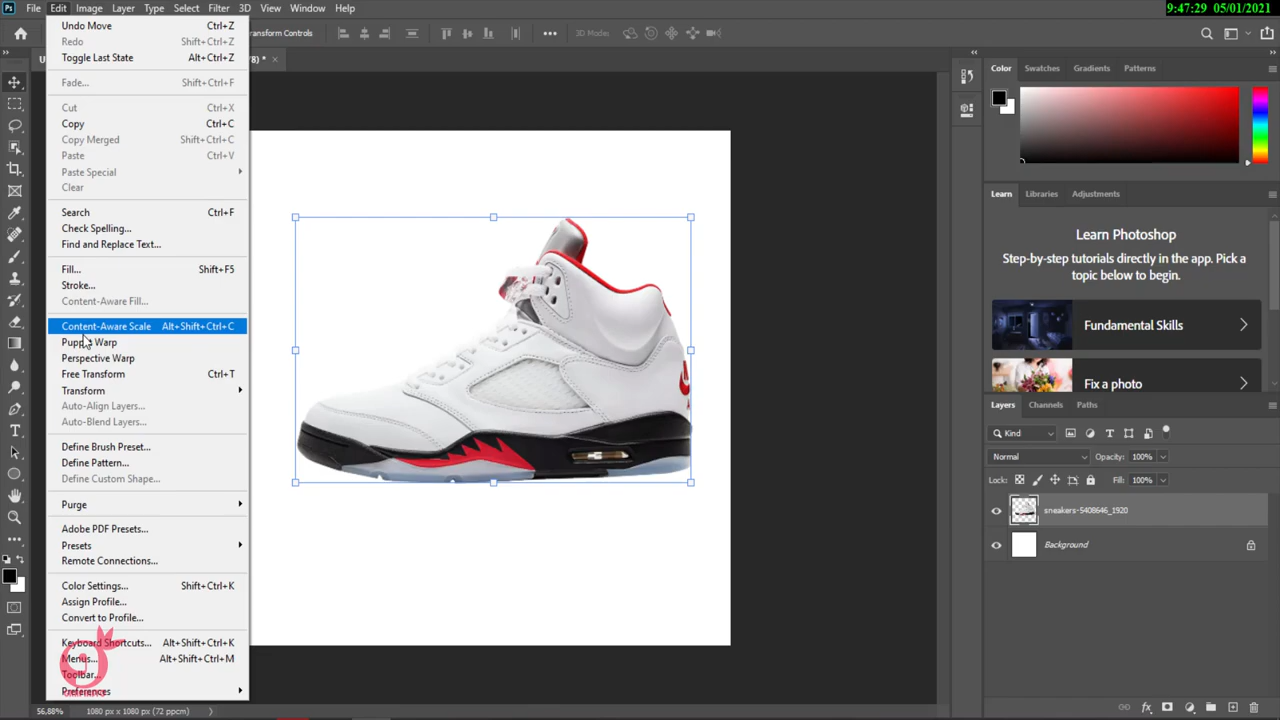 File Edit Image Layer Type Select Filter 3D View Window Help
9:47:29 05/01/2021
ansform Controls
3D Mode:
8) * ×
Undo Move Ctrl+Z
Redo Shift+Ctrl+Z
Toggle Last State Alt+Ctrl+Z
Fade... Shift+Ctrl+F
Cut Ctrl+X
Copy Ctrl+C
Copy Merged Shift+Ctrl+C
Paste Ctrl+V
Paste Special
Clear
Search Ctrl+F
Check Spelling...
Find and Replace Text...
Fill... Shift+F5
Stroke...
Content-Aware Fill...
Content-Aware Scale Alt+Shift+Ctrl+C
Puppet Warp
Perspective Warp
Free Transform Ctrl+T
Transform
Auto-Align Layers...
Auto-Blend Layers...
Define Brush Preset...
Define Pattern...
Define Custom Shape...
Purge
Adobe PDF Presets...
Presets
Remote Connections...
Color Settings... Shift+Ctrl+K
Assign Profile...
Convert to Profile...
Keyboard Shortcuts... Alt+Shift+Ctrl+K
Menus... Alt+Shift+Ctrl+M
Toolbar...
Preferences
56,88% 1080 px x 1080 px (72 ppcm)
Color Swatches Gradients Patterns
Learn Libraries Adjustments
Learn Photoshop
Step-by-step tutorials directly in the app. Pick a
topic below to begin.
Fundamental Skills
Fix a photo
Layers Channels Paths
Kind
Normal Opacity: 100%
Lock: Fill: 100%
sneakers-5408646_1920
Background